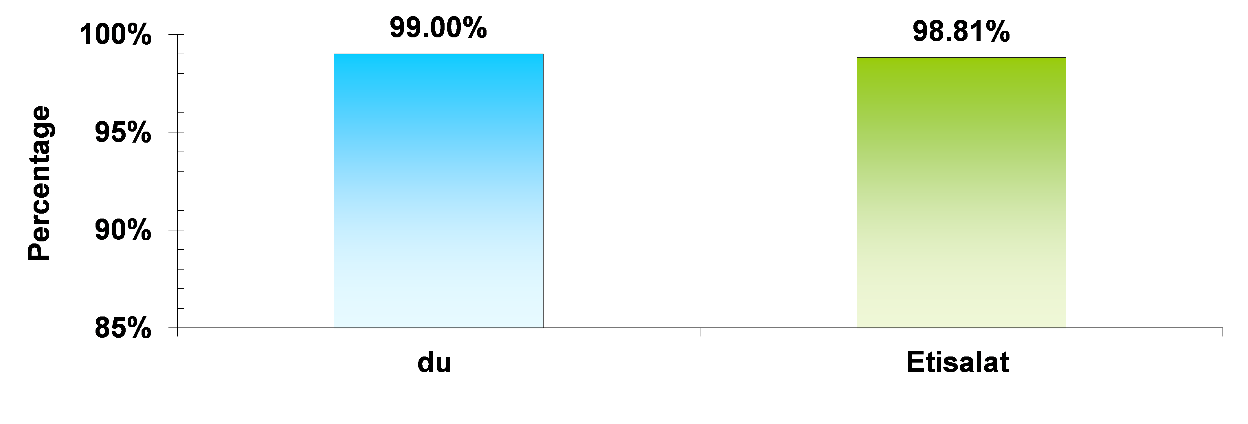 Percentage
100%
95%
90%
85%
99.00%
98.81%
du
Etisalat